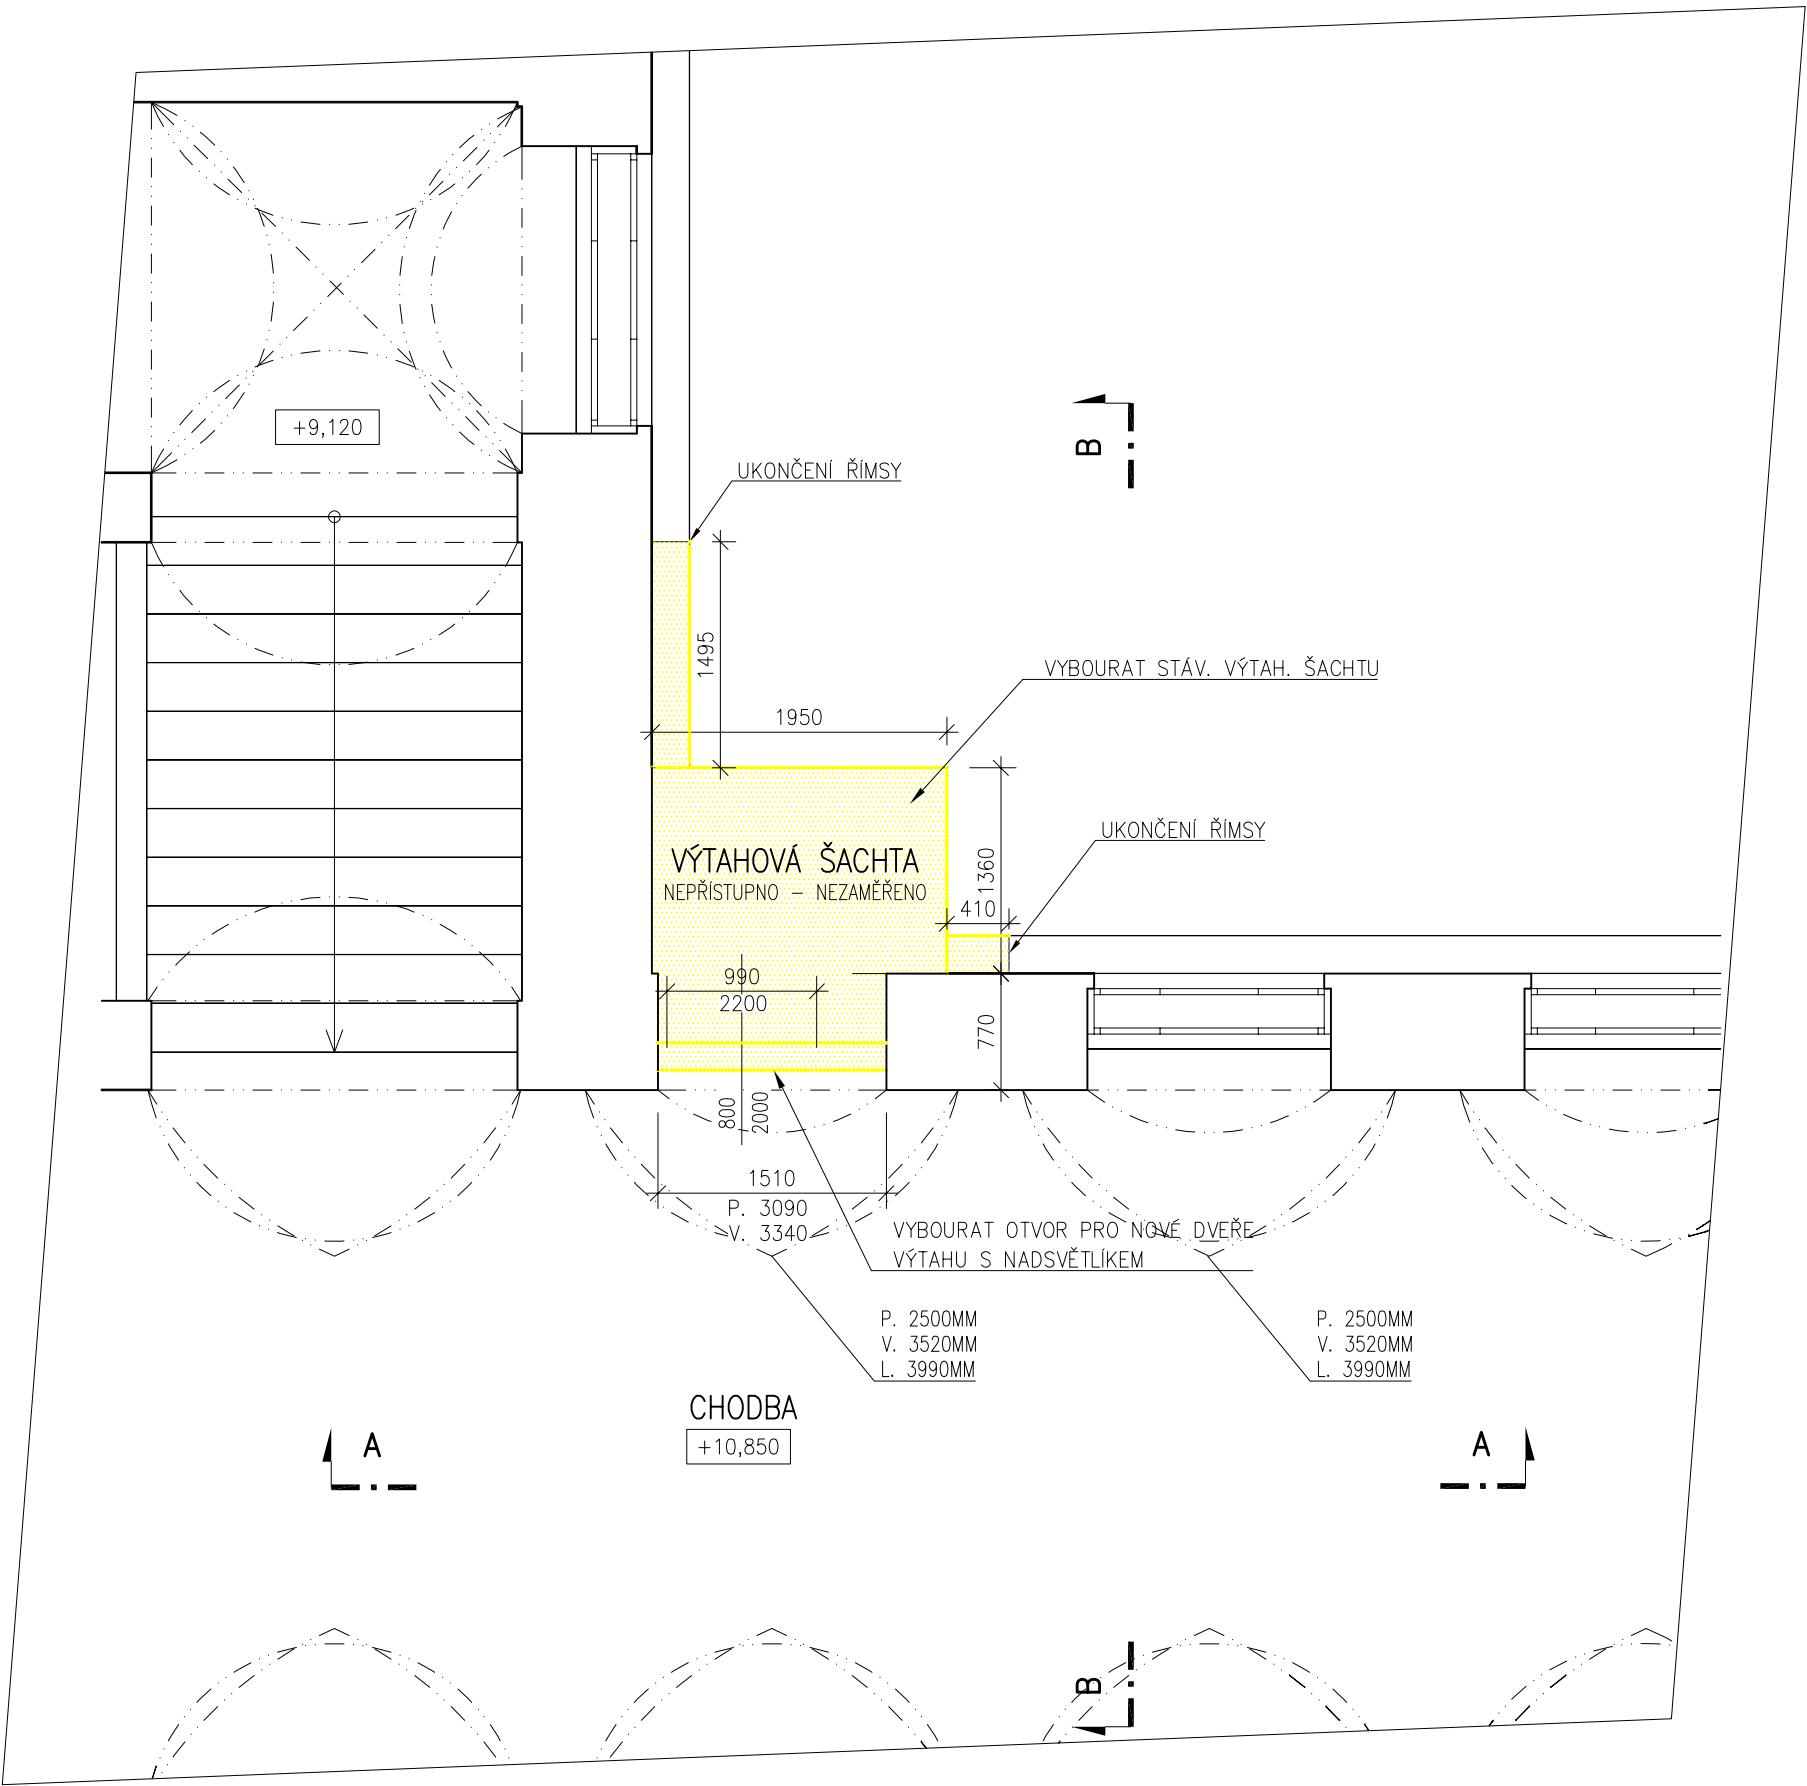 +9,120
B
UKONČENÍ ŘÍMSY
1495
VYBOURAT STÁV. VÝTAH. ŠACHTU
1950
UKONČENÍ ŘÍMSY
VÝTAHOVÁ ŠACHTA
NEPŘÍSTUPNO – NEZAMĚŘENO
1360
410
990
2200
770
800
2000
1510
P. 3090
V. 3340
VYBOURAT OTVOR PRO NOVÉ DVEŘE
VÝTAHU S NADSVĚTLÍKEM
P. 2500MM
V. 3520MM
L. 3990MM
P. 2500MM
V. 3520MM
L. 3990MM
CHODBA
+10,850
A
A
B